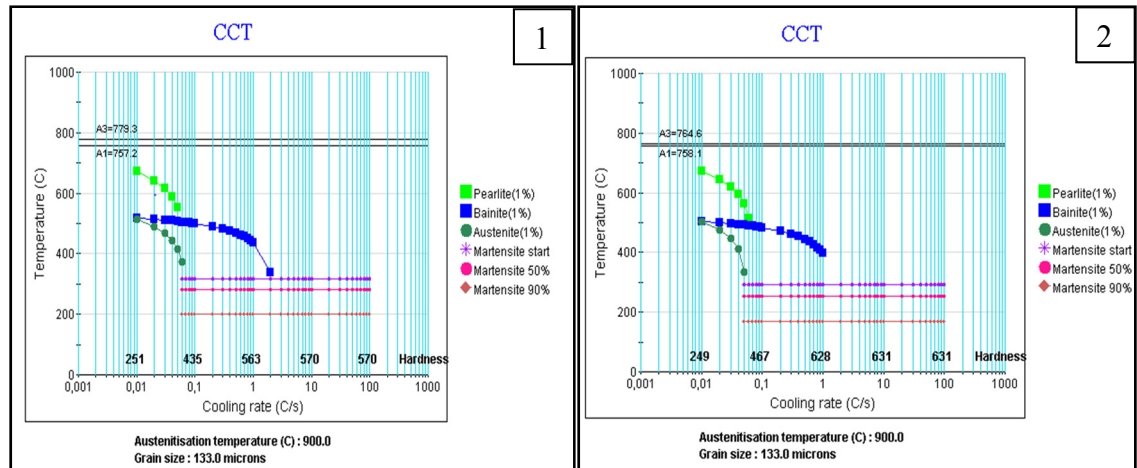 CCT
1
1000
800
600
400
200
0
Temperature (C)
A3=779.3
A1=757.2
251 435 563 570 570 Hardness
0,001 0,01 0,1 1 10 100 1000
Cooling rate (C/s)
Pearlite(1%)
Bainite(1%)
Austenite(1%)
Martensite start
Martensite 50%
Martensite 90%
Austenitisation temperature (C) : 900.0
Grain size : 133.0 microns
CCT
2
1000
800
600
400
200
0
Temperature (C)
A3=764.6
A1=758.1
249 467 628 631 631 Hardness
0,001 0,01 0,1 1 10 100 1000
Cooling rate (C/s)
Pearlite(1%)
Bainite(1%)
Austenite(1%)
Martensite start
Martensite 50%
Martensite 90%
Austenitisation temperature (C) : 900.0
Grain size : 133.0 microns